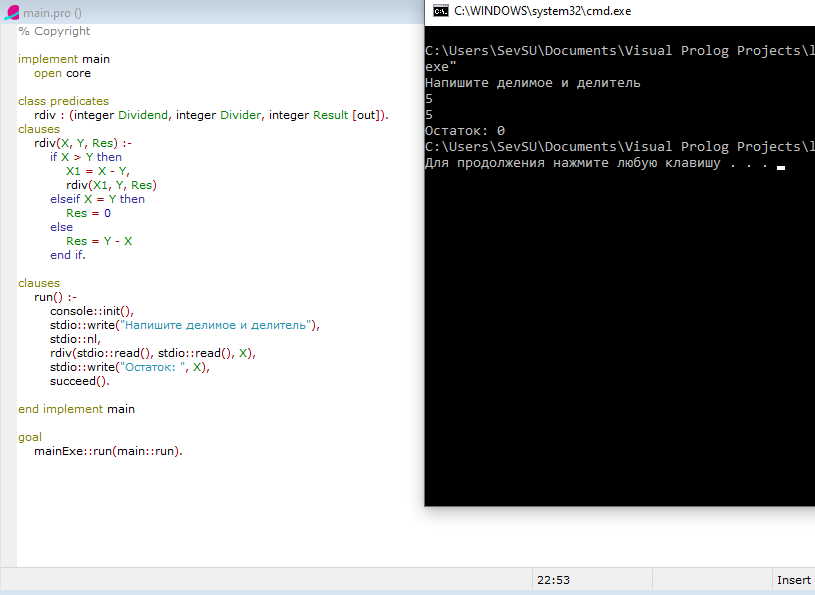 main.pro ()
% Copyright
implement main
open core
class predicates
rdiv : (integer Dividend, integer Divider, integer Result [out]).
clauses
rdiv(X, Y, Res) :-
if X > Y then
X1 = X - Y,
rdiv(X1, Y, Res)
elseif X = Y then
Res = 0
else
Res = Y - X
end if.
clauses
run() :-
console::init(),
stdio::write("Напишите делимое и делитель"),
stdio::nl,
rdiv(stdio::read(), stdio::read(), X),
stdio::write("Остаток: ", X),
succeed().
end implement main
goal
mainExe::run(main::run).
22:53
Insert
C:\WINDOWS\system32\cmd.exe
C:\Users\SevSU\Documents\Visual Prolog Projects\l
exe"
Напишите делимое и делитель
5
5
Остаток: 0
C:\Users\SevSU\Documents\Visual Prolog Projects\l
Для продолжения нажмите любую клавишу . . .